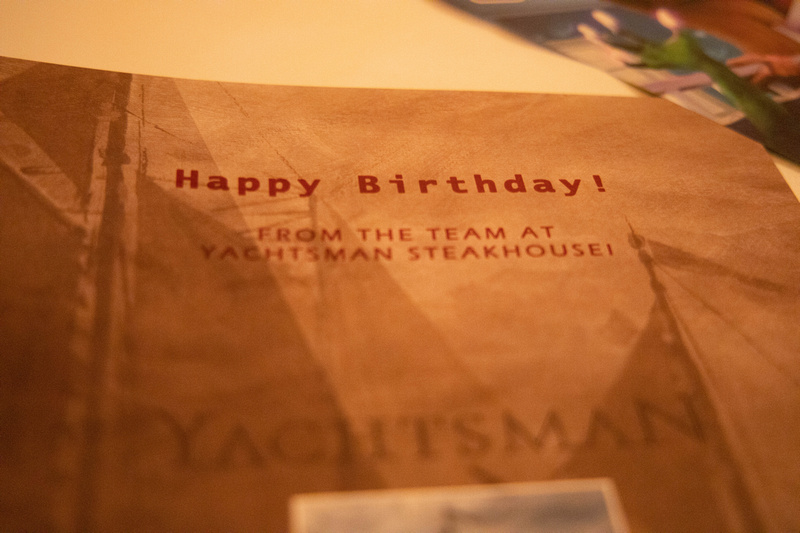 Happy Birthday!
FROM THE TEAM AT
YACHTSMAN STEAKHOUSE!
YACHTSMAN